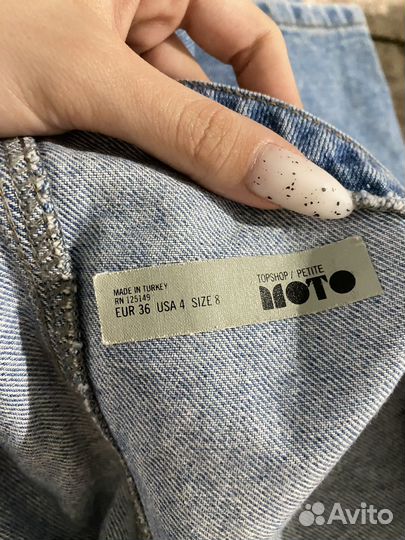 MADE IN TURKEY
RN 125149
EUR 36 USA 4 SIZE 8
TOPSHOP / PETITE
MOTO
Avito